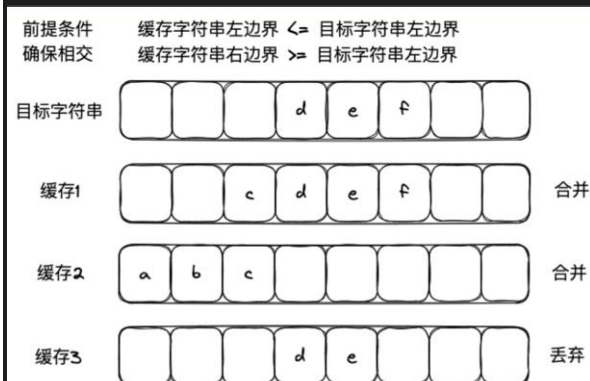 前提条件 缓存字符串左边界 <= 目标字符串左边界
确保相交 缓存字符串右边界 >= 目标字符串左边界
目标字符串 d e f
缓存1 c d e f 合并
缓存2 a b c 合并
缓存3 d e 丢弃